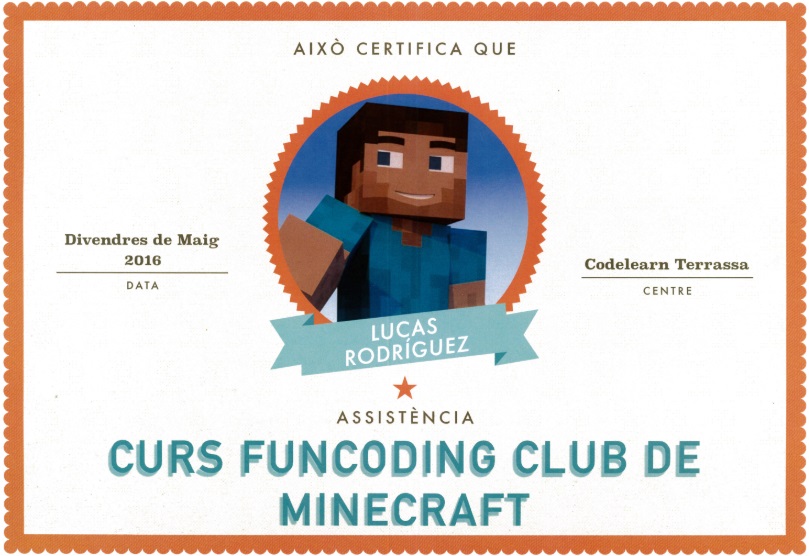 AIXÒ CERTIFICA QUE
Divendres de Maig
2016
DATA
Codelearn Terrassa
CENTRE
LUCAS
RODRÍGUEZ
ASSISTÈNCIA
CURS FUNCODING CLUB DE
MINECRAFT